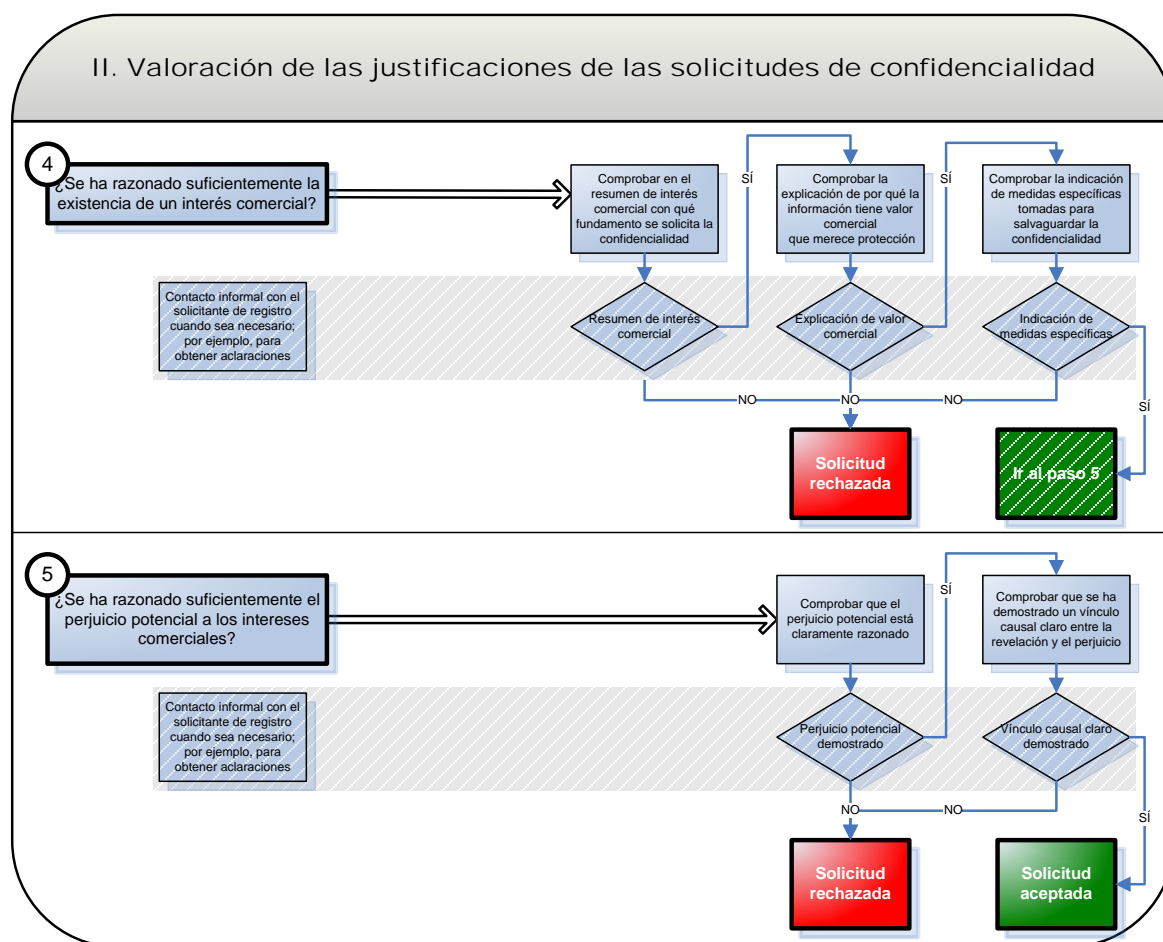 II. Valoración de las justificaciones de las solicitudes de confidencialidad
4
¿Se ha razonado suficientemente la
existencia de un interés comercial?
Comprobar en el
resumen de interés
comercial con qué
fundamento se solicita la
confidencialidad
SÍ
Comprobar la
explicación de por qué la
información tiene valor
comercial
que merece protección
SÍ
Comprobar la indicación
de medidas específicas
tomadas para
salvaguardar la
confidencialidad
Contacto informal con el
solicitante de registro
cuando sea necesario;
por ejemplo, para
obtener aclaraciones
Resumen de interés
comercial
Explicación de valor
comercial
Indicación de
medidas específicas
NO
NO
NO
SÍ
Solicitud
rechazada
Ir al paso 5
5
¿Se ha razonado suficientemente el
perjuicio potencial a los intereses
comerciales?
Comprobar que el
perjuicio potencial está
claramente razonado
SÍ
Comprobar que se ha
demostrado un vínculo
causal claro entre la
revelación y el perjuicio
Contacto informal con el
solicitante de registro
cuando sea necesario;
por ejemplo, para
obtener aclaraciones
Perjuicio potencial
demostrado
Vínculo causal claro
demostrado
NO
NO
SÍ
Solicitud
rechazada
Solicitud
aceptada